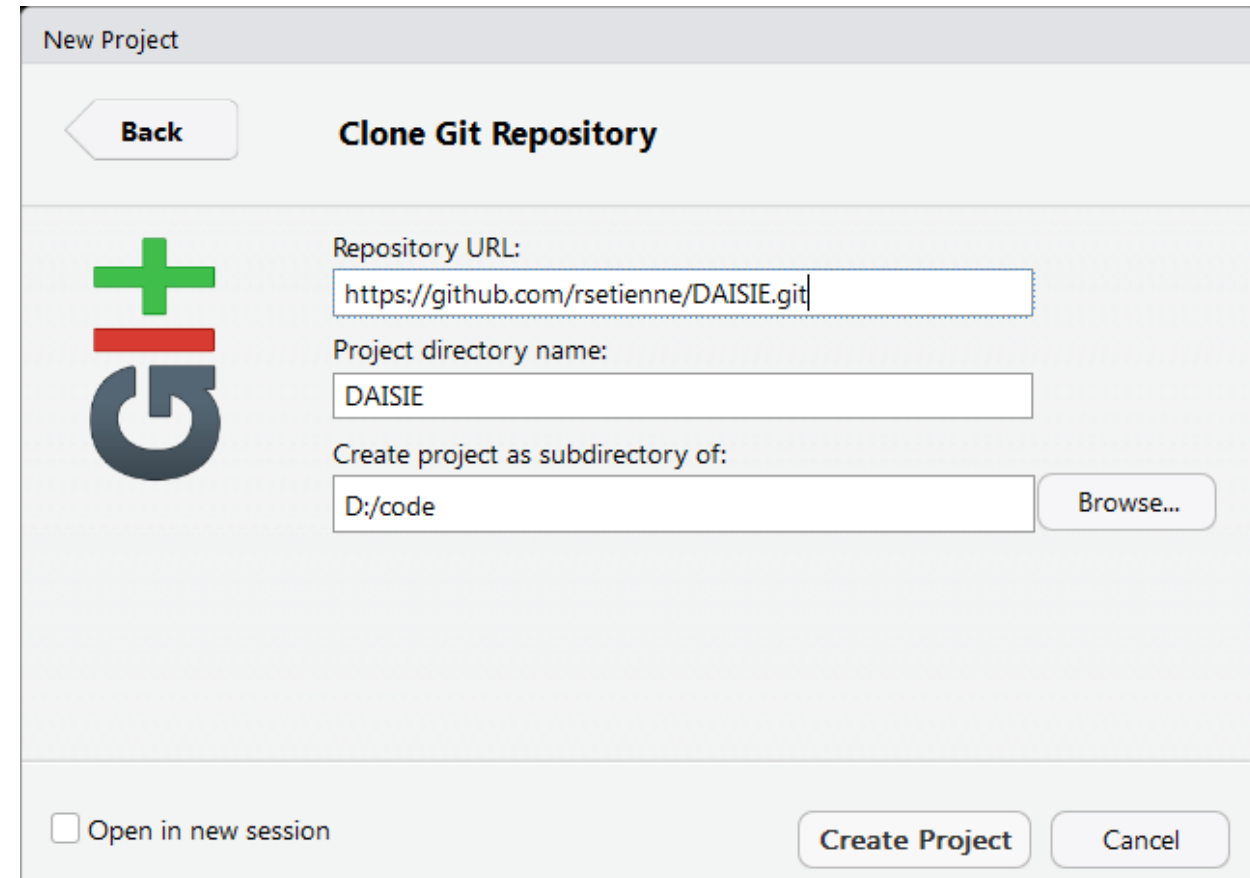 New Project
Back
Clone Git Repository
Repository URL:
https://github.com/rsetienne/DAISIE.git
Project directory name:
DAISIE
Create project as subdirectory of:
D:/code
Browse...
GIt
Open in new session
Create Project
Cancel